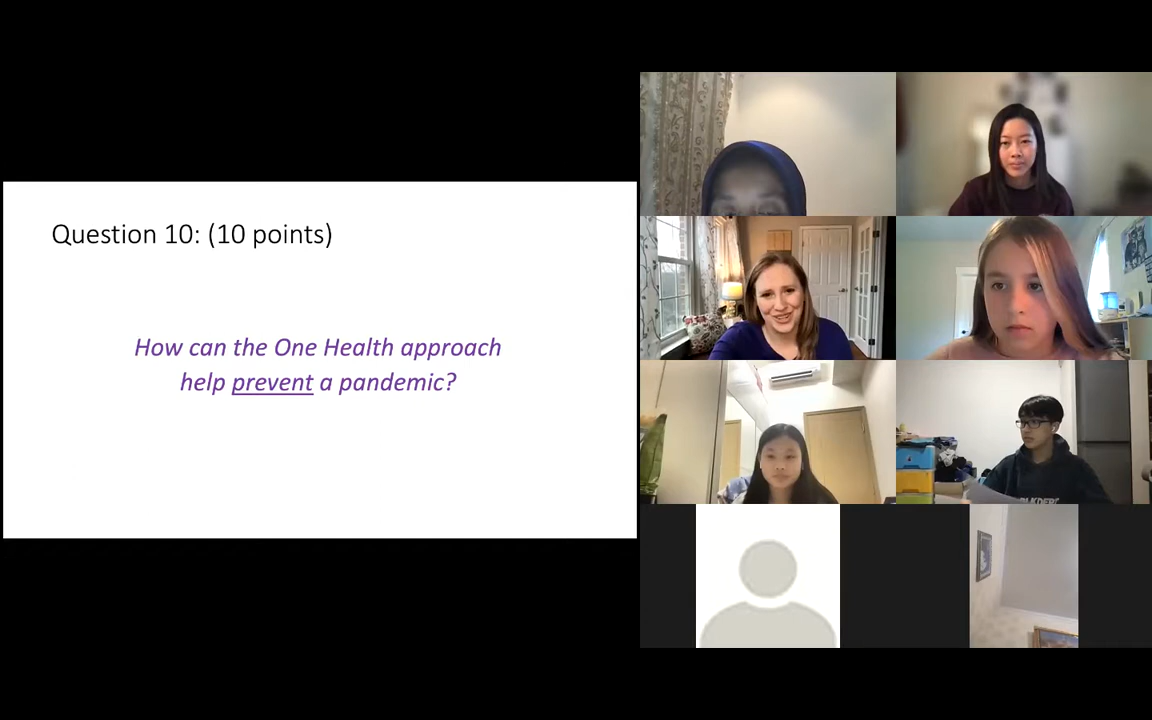 Question 10: (10 points)
How can the One Health approach
help prevent a pandemic?